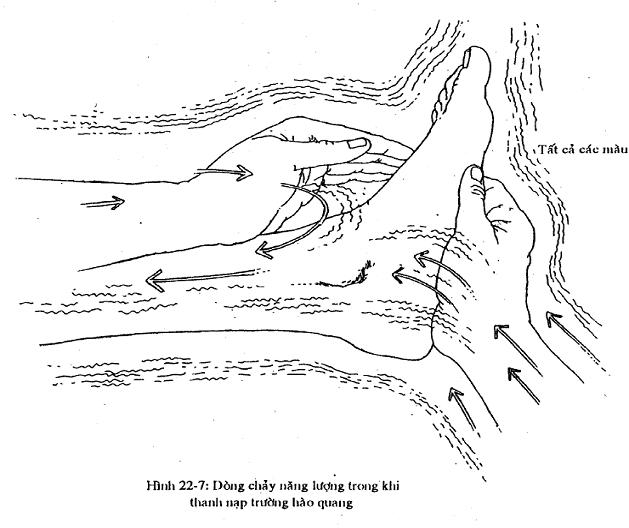 Tất cả các màu
Hình 22-7: Dòng chảy năng lượng trong khi
thanh nạp trường hào quang